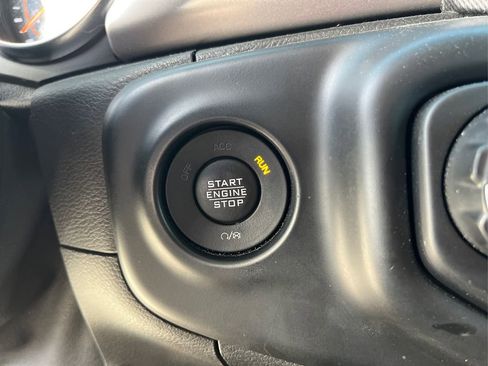 ACC
OFF
RUN
START
ENGINE
STOP